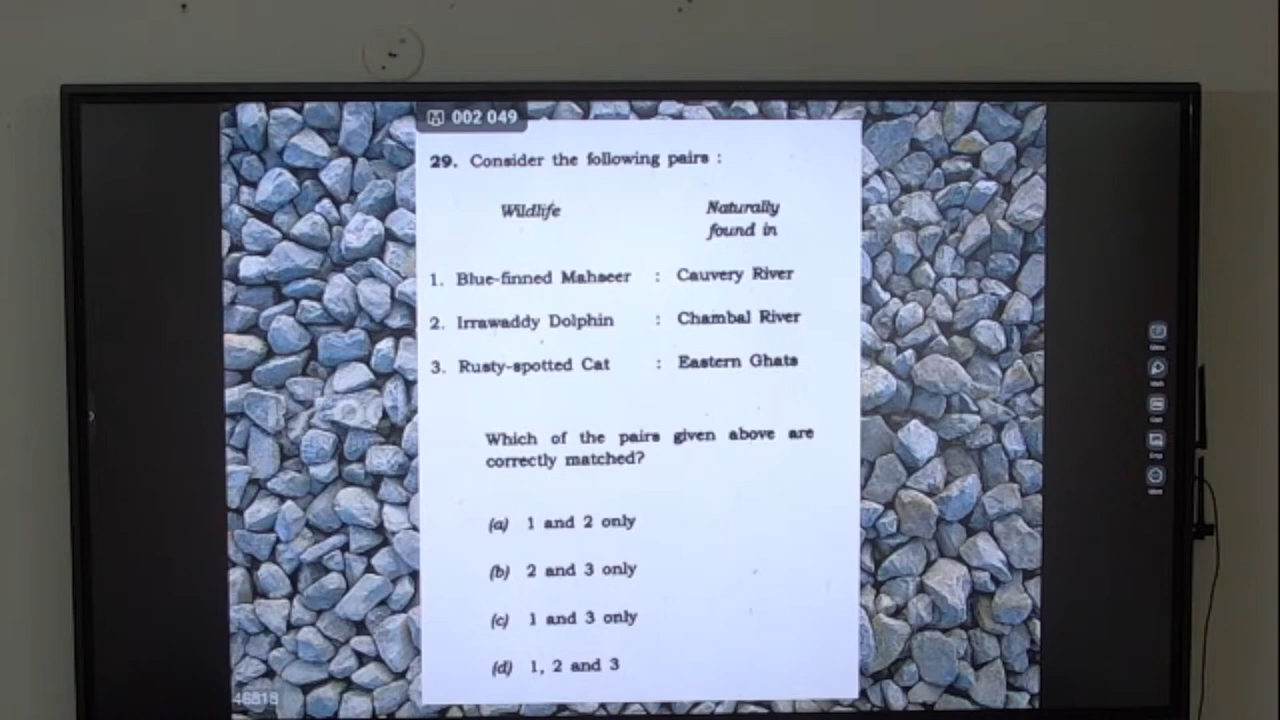 002 049
29. Consider the following pairs :
Wildlife Naturally
found in
1. Blue-finned Mahseer : Cauvery River
2. Irrawaddy Dolphin : Chambal River
3. Rusty-spotted Cat : Eastern Ghats
Which of the pairs given above are
correctly matched?
(a) 1 and 2 only
(b) 2 and 3 only
(c) 1 and 3 only
(d) 1, 2 and 3
46818